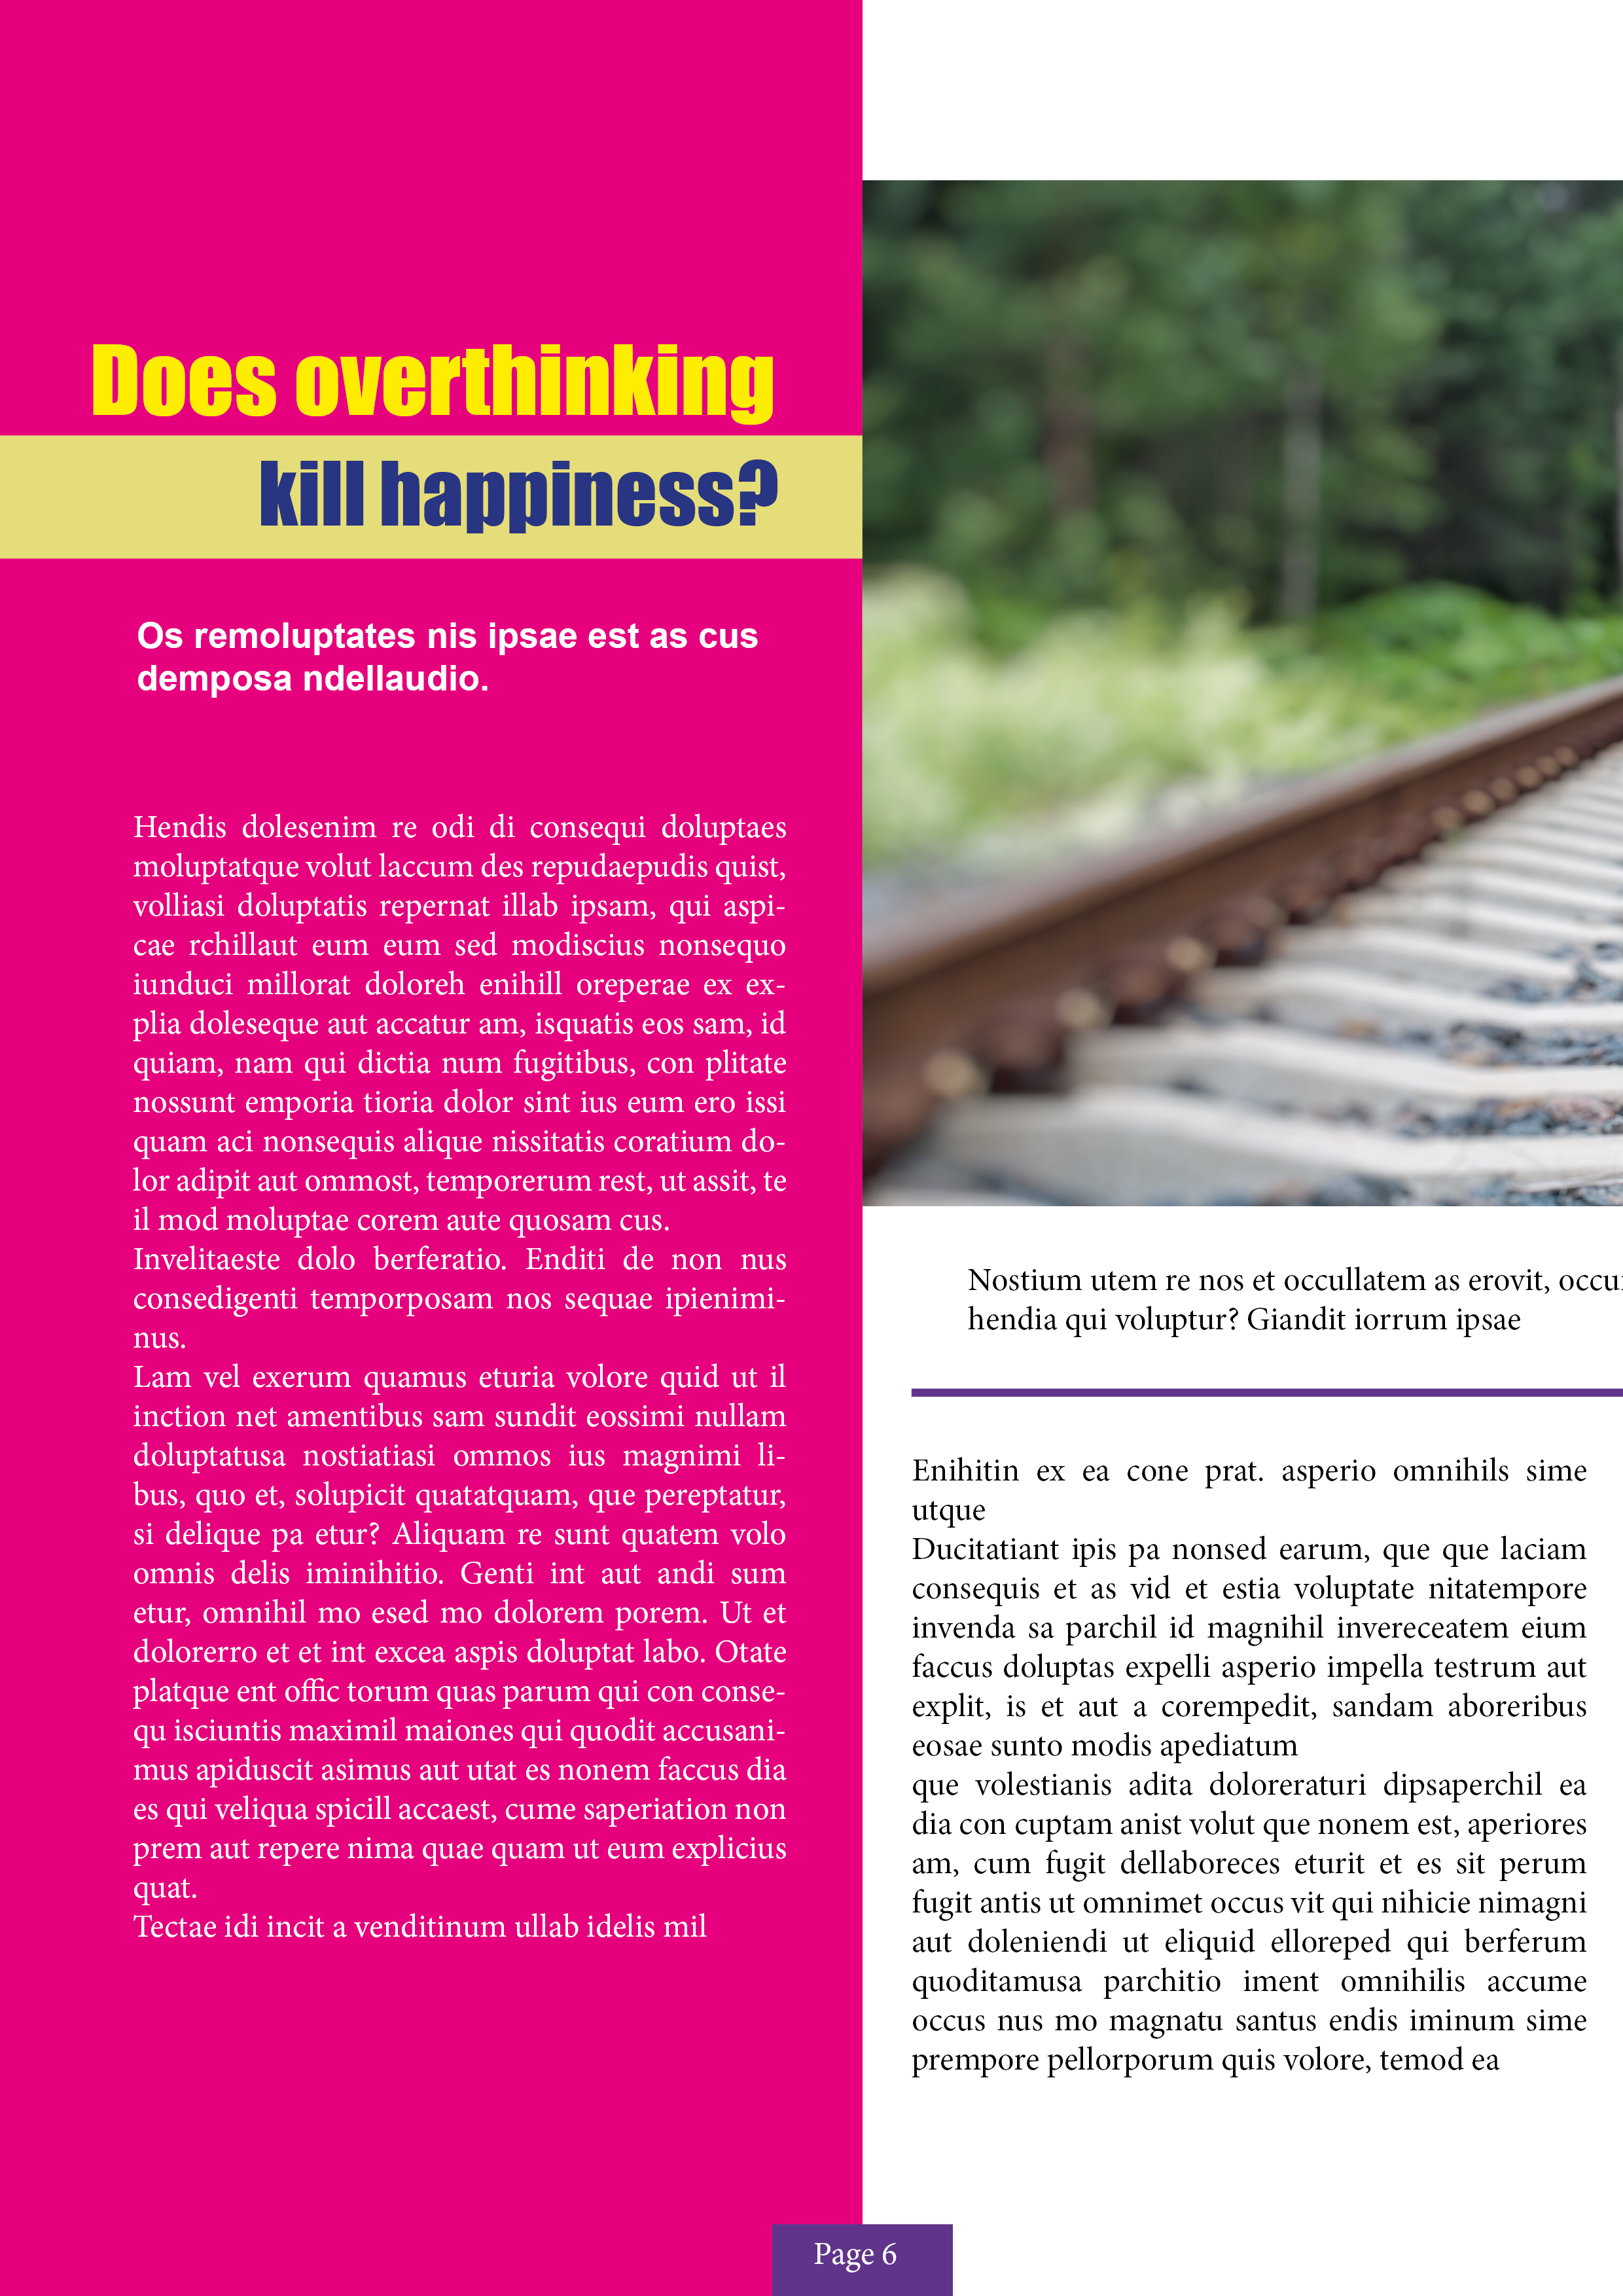 Does overthinking
kill happiness?
Os remoluptates nis ipsae est as cus
demposa ndellaudio.
Hendis dolesenim re odi di consequi doluptaes
moluptatque volut laccum des repudaepudis quist,
volliasi doluptatis repernat illab ipsam, qui aspi-
cae rchillaut eum eum sed modiscius nonsequo
iunduci millorat doloreh enihill oreperae ex ex-
plia doleseque aut accatur am, isquatis eos sam, id
quiam, nam qui dictia num fugitibus, con plitate
nossunt emporia tioria dolor sint ius eum ero issi
quam aci nonsequis alique nissitatis coratium do-
lor adipit aut ommost, temporerum rest, ut assit, te
il mod moluptae corem aute quosam cus.
Invelitaeste dolo berferatio. Enditi de non nus
consedigenti temporposam nos sequae ipienimi-
nus.
Lam vel exerum quamus eturia volore quid ut il
inction net amentibus sam sundit eossimi nullam
doluptatusa nostiatiasi ommos ius magnimi li-
bus, quo et, solupicit quatatquam, que pereptatur,
si delique pa etur? Aliquam re sunt quatem volo
omnis delis iminihitio. Genti int aut andi sum
etur, omnihil mo esed mo dolorem porem. Ut et
dolorerro et et int excea aspis doluptat labo. Otate
platque ent offic torum quas parum qui con conse-
qu isciuntis maximil maiones qui quodit accusani-
mus apiduscit asimus aut utat es nonem faccus dia
es qui veliqua spicill accaest, cume saperiation non
prem aut repere nima quae quam ut eum explicius
quat.
Tectae idi incit a venditinum ullab idelis mil
Nostium utem re nos et occullatem as erovit,
hendia qui voluptur? Giandit iorrum ipsae
Enihitin ex ea cone prat. asperio omnihils sime
utque
Ducitatiant ipis pa nonsed earum, que que laciam
consequis et as vid et estia voluptate nitatempore
invenda sa parchil id magnihil invereceatem eium
faccus doluptas expelli asperio impella testrum aut
explit, is et aut a corempedit, sandam aboreribus
eosae sunto modis apediatum
que volestianis adita doloreraturi dipsaperchil ea
dia con cuptam anist volut que nonem est, aperiores
am, cum fugit dellaboreces eturit et es sit perum
fugit antis ut omnimet occus vit qui nihicie nimagni
aut doleniendi ut eliquid elloreped qui berferum
quoditamusa parchitio iment omnihilis accume
occus nus mo magnatu santus endis iminum sime
prempore pellorporum quis volore, temod ea
Page 6